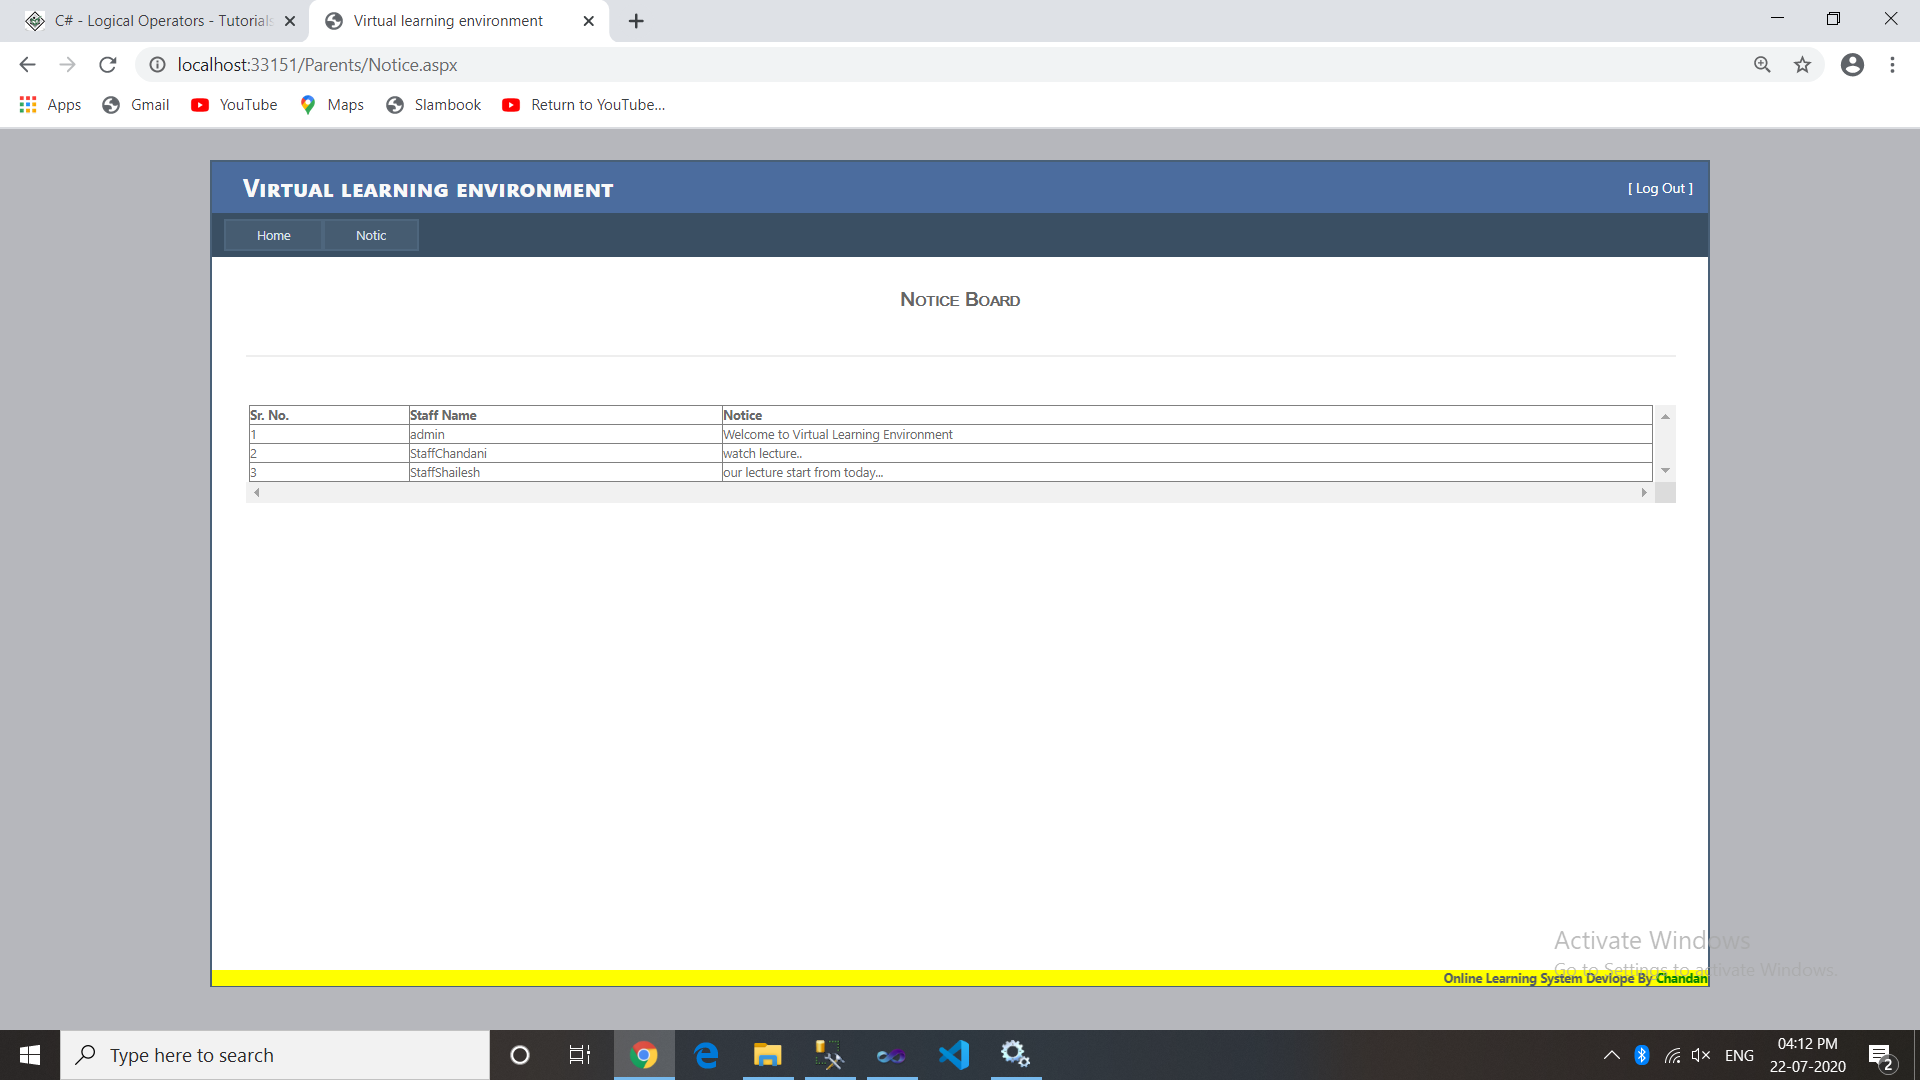 C# - Logical Operators - Tutorials
Virtual learning environment
localhost:33151/Parents/Notice.aspx
Apps Gmail YouTube Maps Slambook Return to YouTube...
Virtual learning environment
[ Log Out ]
Home Notic
Notice Board
Sr. No. Staff Name Notice
1 admin Welcome to Virtual Learning Environment
2 StaffChandani watch lecture..
3 StaffShailesh our lecture start from today...
Activate Windows
Go to Settings to activate Windows.
Online Learning System Devlope By Chandan
Type here to search
ENG
04:12 PM
22-07-2020
2